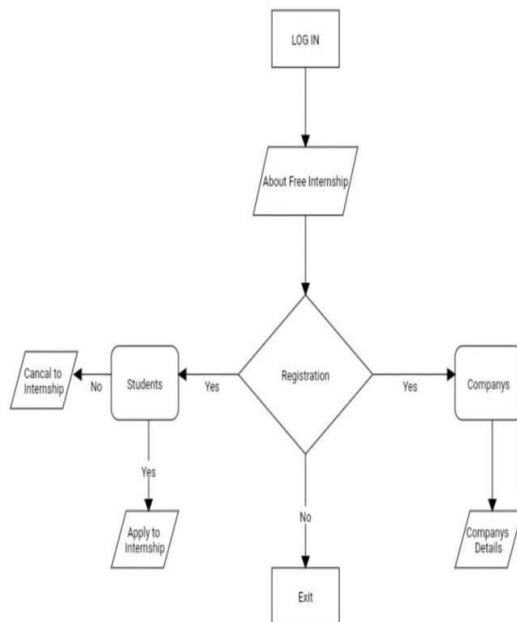 LOG IN
About Free Internship
Cancal to
Internship
No
Students
Yes
Registration
Yes
Companys
Yes
Apply to
Internship
No
Companys
Details
Exit